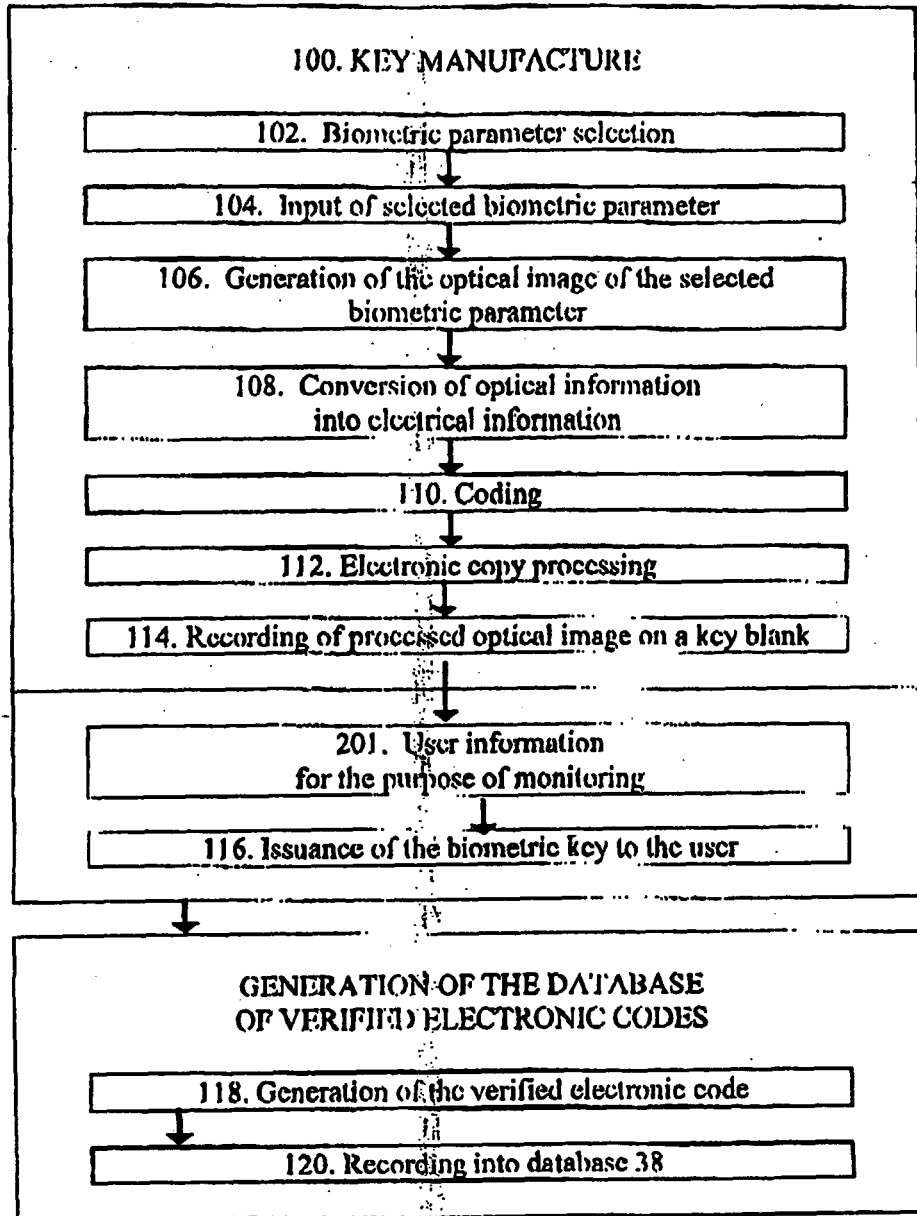 100. KEY MANUFACTURE
102. Biometric parameter selection
104. Input of selected biometric parameter
106. Generation of the optical image of the selected
biometric parameter
108. Conversion of optical information
into electrical information
110. Coding
112. Electronic copy processing
114. Recording of processed optical image on a key blank
201. User information
for the purpose of monitoring
116. Issuance of the biometric key to the user
GENERATION OF THE DATABASE
OF VERIFIED ELECTRONIC CODES
118. Generation of the verified electronic code
120. Recording into database 38